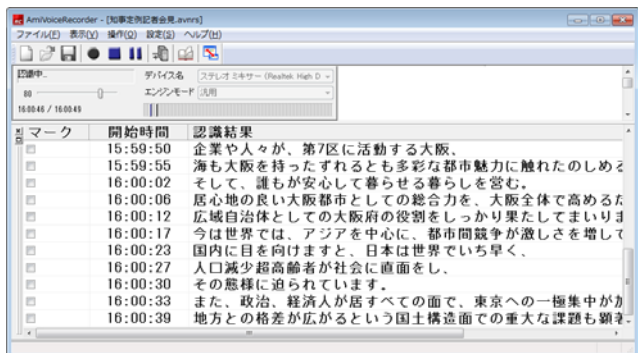 AmiVoiceRecorder - [知事定例記者会見.avnrs]
ファイル(F) 表示(V) 操作(O) 設定(S) ヘルプ(H)
認識中.. デバイス名 ステレオ ミキサー (Realtek High D
80 エンジンモード 汎用
16:00:46 / 16:00:49
マーク 開始時間 認識結果
15:59:50 企業や人々が、第7区に活動する大阪、
15:59:55 海も大阪を持ったずれるとも多彩な都市魅力に触れたのしめる
16:00:02 そして、誰もが安心して暮らせる暮らしを営む。
16:00:06 居心地の良い大阪都市としての総合力を、大阪全体で高めるた
16:00:12 広域自治体としての大阪府の役割をしっかり果たしてまいりま
16:00:17 今は世界では、アジアを中心に、都市間競争が激しさを増して
16:00:23 国内に目を向けますと、日本は世界でいち早く、
16:00:27 人口減少超高齢者が社会に直面をし、
16:00:30 その態様に迫られています。
16:00:33 また、政治、経済人が居すべての面で、東京への一極集中が加
16:00:39 地方との格差が広がるという国土構造面での重大な課題も顕著